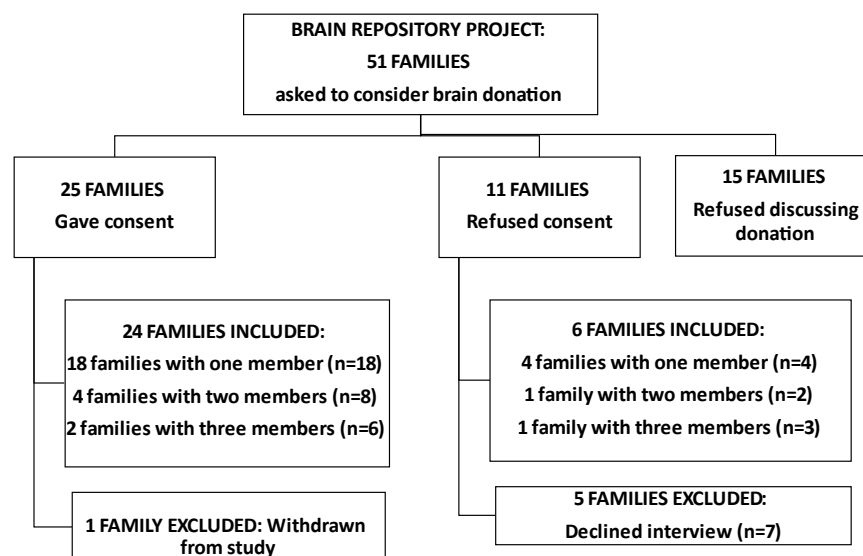 BRAIN REPOSITORY PROJECT:
51 FAMILIES
asked to consider brain donation
25 FAMILIES
Gave consent
11 FAMILIES
Refused consent
15 FAMILIES
Refused discussing
donation
24 FAMILIES INCLUDED:
18 families with one member (n=18)
4 families with two members (n=8)
2 families with three members (n=6)
6 FAMILIES INCLUDED:
4 families with one member (n=4)
1 family with two members (n=2)
1 family with three members (n=3)
1 FAMILY EXCLUDED: Withdrawn
from study
5 FAMILIES EXCLUDED:
Declined interview (n=7)